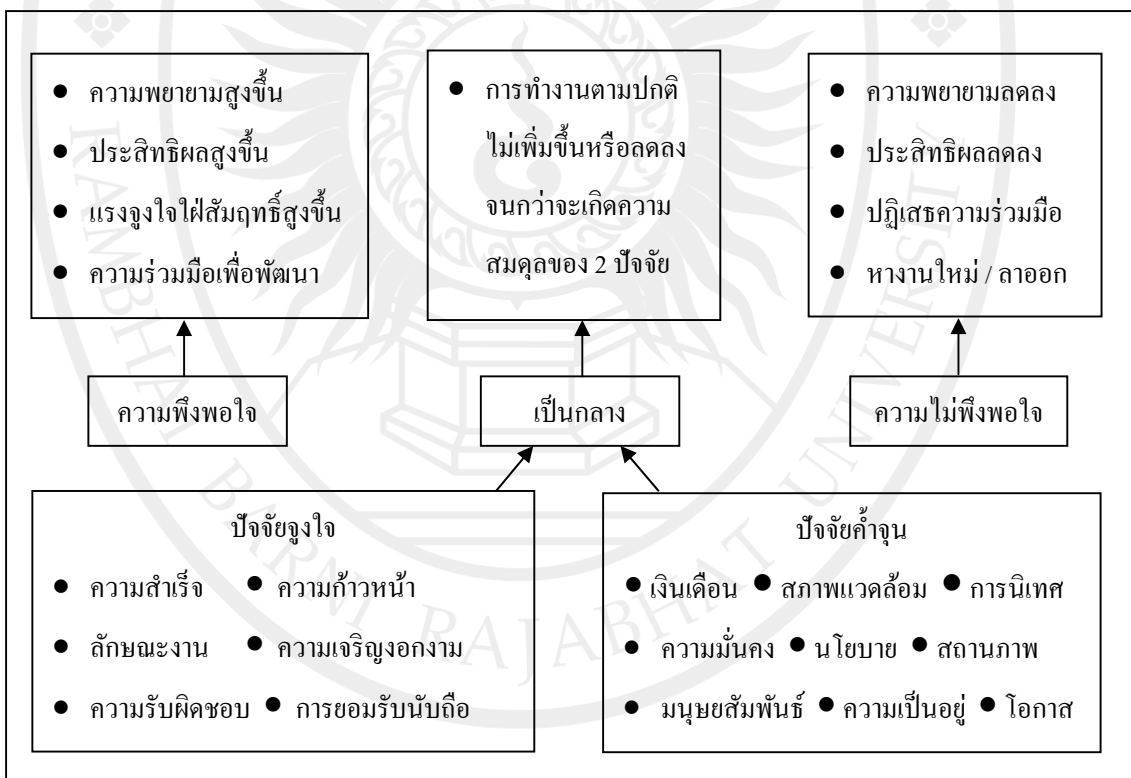 ● ความพยายามสูงขึ้น
● ประสิทธิผลสูงขึ้น
● แรงจูงใจใฝ่สัมฤทธิ์สูงขึ้น
● ความร่วมมือเพื่อพัฒนา
● การทำงานตามปกติ
ไม่เพิ่มขึ้นหรือลดลง
จนกว่าจะเกิดความ
สมดุลของ 2 ปัจจัย
● ความพยายามลดลง
● ประสิทธิผลลดลง
● ปฏิเสธความร่วมมือ
● หางานใหม่ / ลาออก
ความพึงพอใจ
เป็นกลาง
ความไม่พึงพอใจ
ปัจจัยจูงใจ
● ความสำเร็จ ● ความก้าวหน้า
● ลักษณะงาน ● ความเจริญงอกงาม
● ความรับผิดชอบ ● การยอมรับนับถือ
ปัจจัยค้ำจุน
● เงินเดือน ● สภาพแวดล้อม ● การนิเทศ
● ความมั่นคง ● นโยบาย ● สถานภาพ
● มนุษยสัมพันธ์ ● ความเป็นอยู่ ● โอกาส
RAMBHAI BARNI RAJABHAT UNIVERSITY